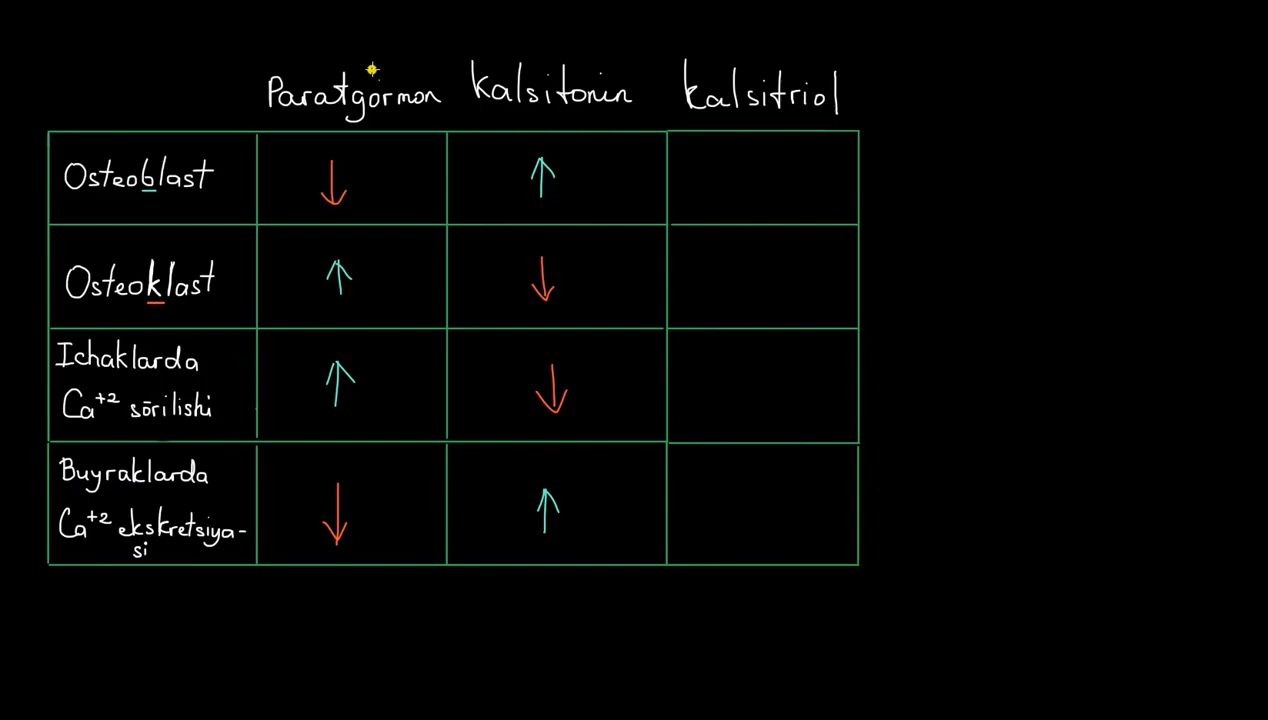 Paratgormon Kalsitonin Kalsitriol
Osteoblast ↓ ↑
Osteoklast ↑ ↓
Ichaklarda
Ca⁺² sōrilishi ↑ ↓
Buyraklarda
Ca⁺² ekskretsiya-
si ↓ ↑